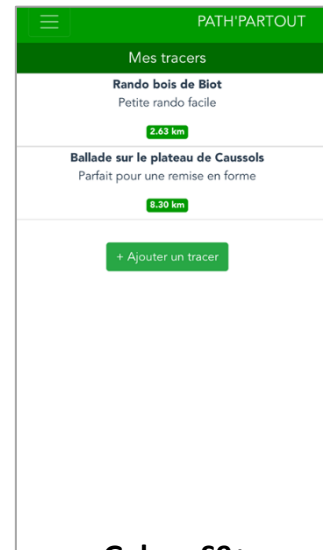 PATH'PARTOUT
Mes tracers
Rando bois de Biot
Petite rando facile
2.63 km
Ballade sur le plateau de Caussols
Parfait pour une remise en forme
8.30 km
+ Ajouter un tracer